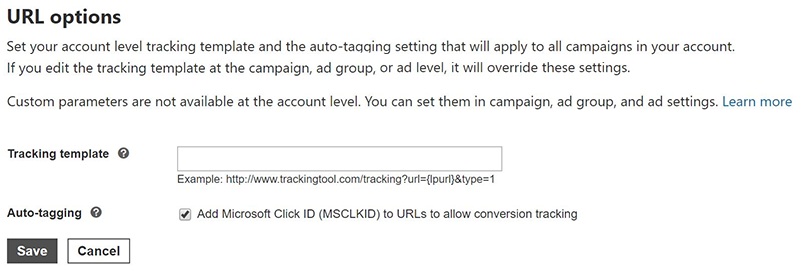 URL options
Set your account level tracking template and the auto-tagging setting that will apply to all campaigns in your account.
If you edit the tracking template at the campaign, ad group, or ad level, it will override these settings.
Custom parameters are not available at the account level. You can set them in campaign, ad group, and ad settings. Learn more
Tracking template ?
Example: http://www.trackingtool.com/tracking?url={lpurl}&type=1
Auto-tagging ? Add Microsoft Click ID (MSCLKID) to URLs to allow conversion tracking
Save Cancel